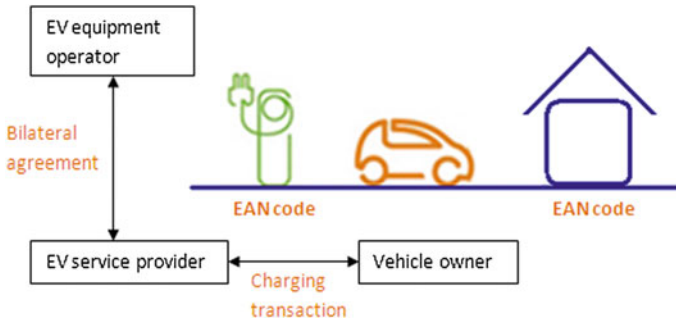 EV equipment
operator
Bilateral
agreement
EAN code
EAN code
EV service provider
Vehicle owner
Charging
transaction